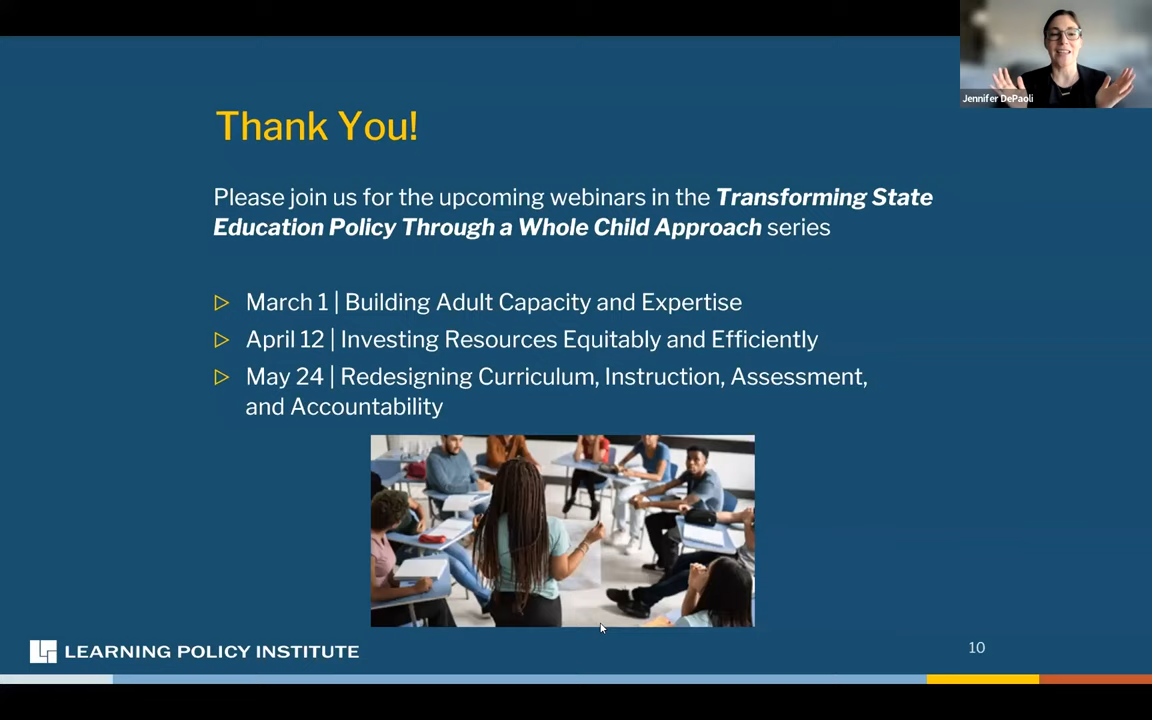 Jennifer DePaoli
Thank You!
Please join us for the upcoming webinars in the Transforming State
Education Policy Through a Whole Child Approach series
March 1 | Building Adult Capacity and Expertise
April 12 | Investing Resources Equitably and Efficiently
May 24 | Redesigning Curriculum, Instruction, Assessment,
and Accountability
LEARNING POLICY INSTITUTE
10